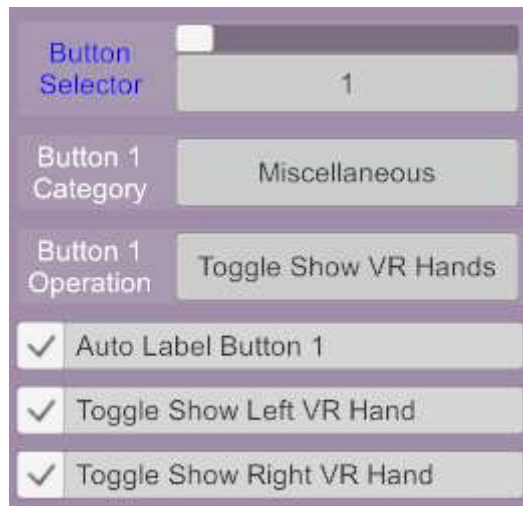 Button
Selector
1
Button 1
Category
Miscellaneous
Button 1
Operation
Toggle Show VR Hands
Auto Label Button 1
Toggle Show Left VR Hand
Toggle Show Right VR Hand